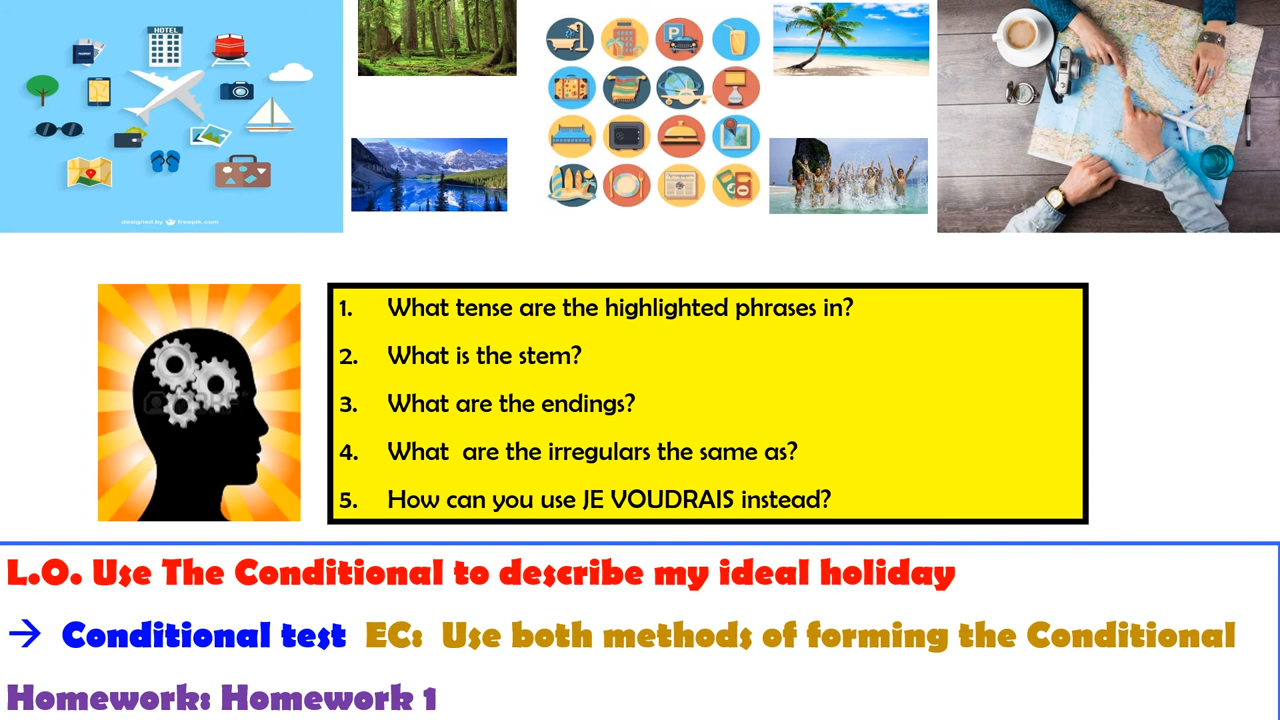 HOTEL
designed by freepik.com
1. What tense are the highlighted phrases in?
2. What is the stem?
3. What are the endings?
4. What  are the irregulars the same as?
5. How can you use JE VOUDRAIS instead?
L.O. Use The Conditional to describe my ideal holiday
→ Conditional test EC: Use both methods of forming the Conditional
Homework: Homework 1